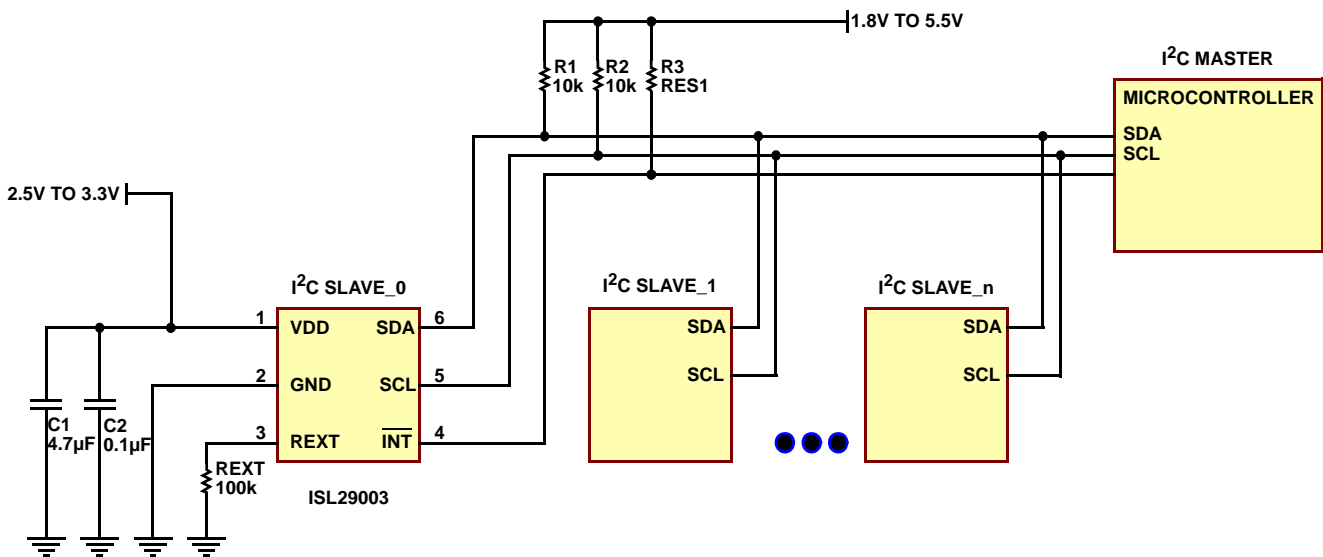 1.8V TO 5.5V
R1
10k
R2
10k
R3
RES1
I²C MASTER
MICROCONTROLLER
SDA
SCL
2.5V TO 3.3V
I²C SLAVE_0
1 VDD SDA 6
2 GND SCL 5
3 REXT INT 4
C1
4.7µF
C2
0.1µF
REXT
100k
ISL29003
I²C SLAVE_1
SDA
SCL
I²C SLAVE_n
SDA
SCL